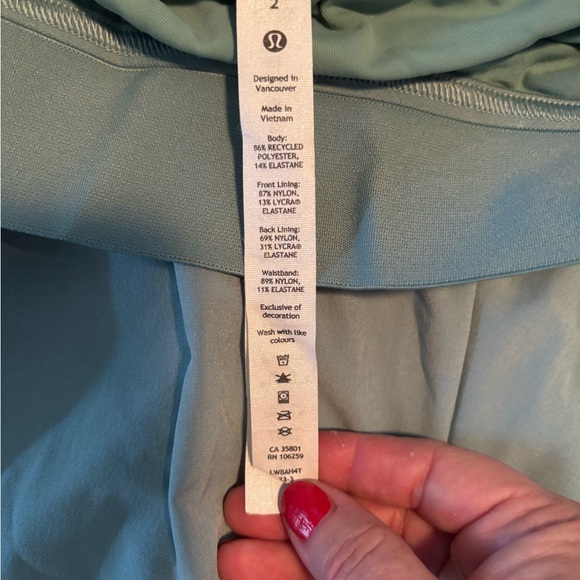 2
Designed in
Vancouver
Made in
Vietnam
Body:
86% RECYCLED
POLYESTER,
14% ELASTANE
Front Lining:
87% NYLON,
13% LYCRA®
ELASTANE
Back Lining:
69% NYLON,
31% LYCRA®
ELASTANE
Waistband:
89% NYLON,
11% ELASTANE
Exclusive of
decoration
Wash with like
colours
CA 35801
RN 106259
LW8AH4T